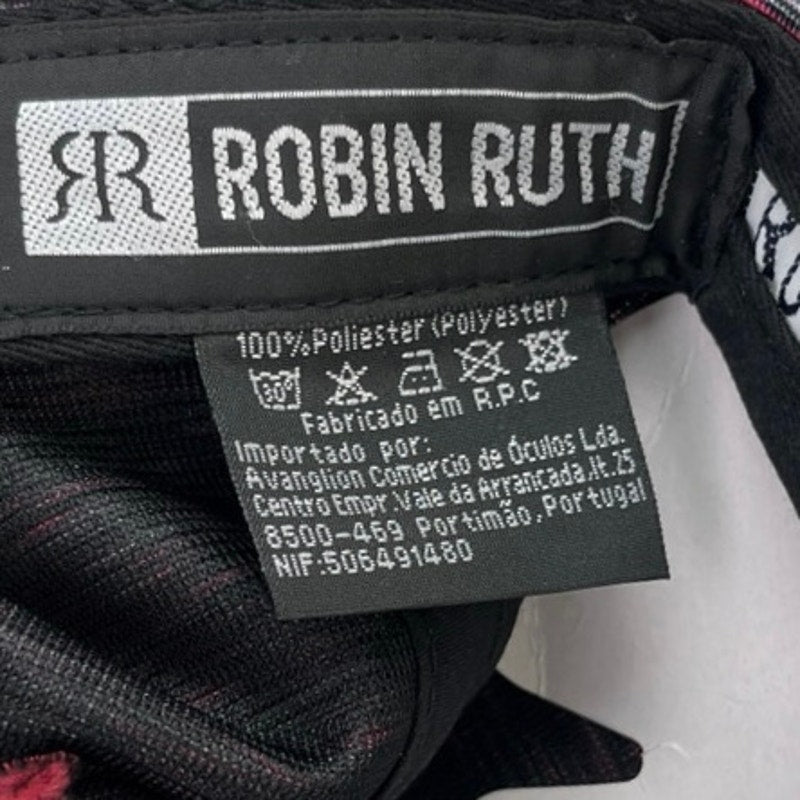 RR ROBIN RUTH
100%Poliester (Polyester)
30°
Fabricado em R.P.C
Importado por:
Avanglion Comercio de Óculos Lda.
Centro Empr.Vale da Arrancada,lt.25
8500-469 Portimão,Portugal
NIF:506491480